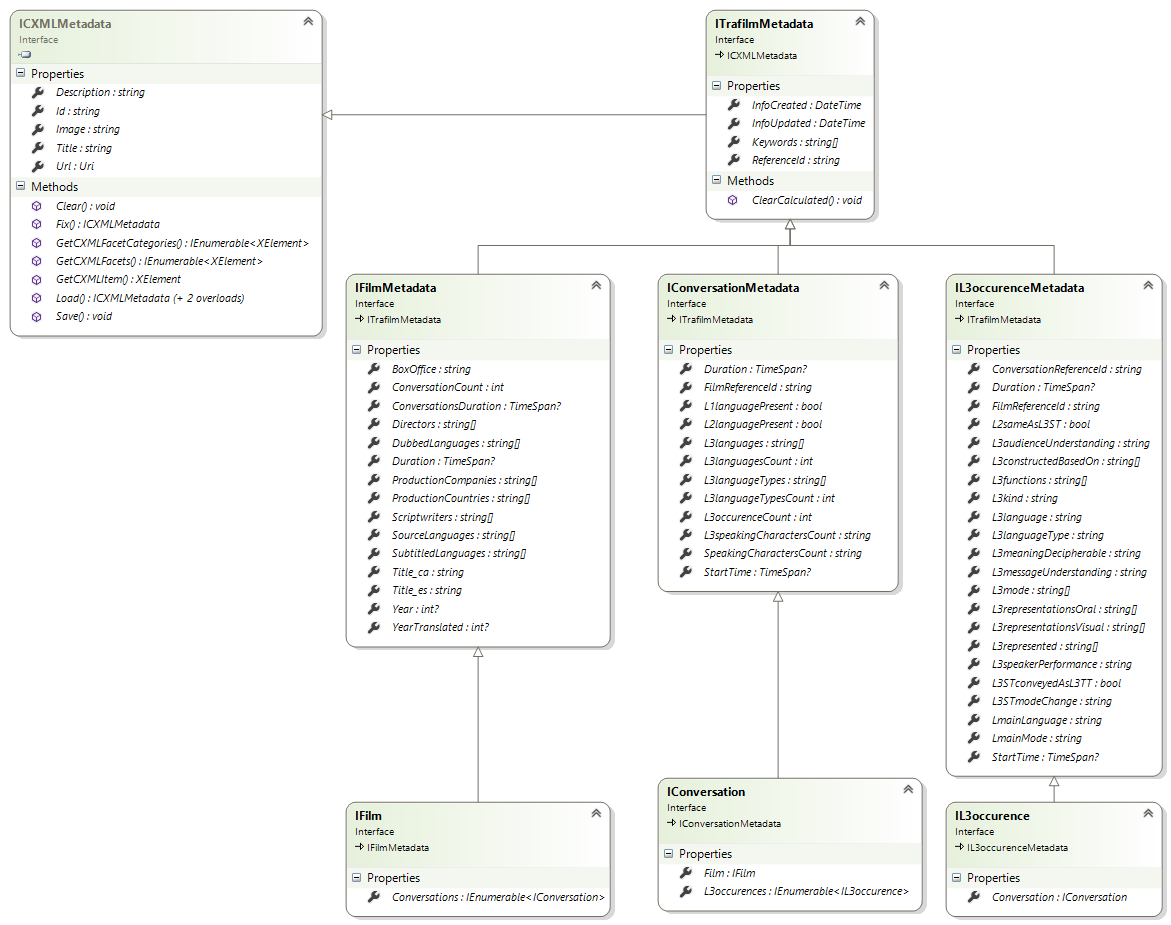 ICXMLMetadata
Interface
Properties
Description : string
Id : string
Image : string
Title : string
Url : Uri
Methods
Clear() : void
Fix() : ICXMLMetadata
GetCXMLFacetCategories() : IEnumerable<XElement>
GetCXMLFacets() : IEnumerable<XElement>
GetCXMLItem() : XElement
Load() : ICXMLMetadata (+ 2 overloads)
Save() : void
ITrafilmMetadata
Interface
ICXMLMetadata
Properties
InfoCreated : DateTime
InfoUpdated : DateTime
Keywords : string[]
ReferenceId : string
Methods
ClearCalculated() : void
IFilmMetadata
Interface
ITrafilmMetadata
Properties
BoxOffice : string
ConversationCount : int
ConversationsDuration : TimeSpan?
Directors : string[]
DubbedLanguages : string[]
Duration : TimeSpan?
ProductionCompanies : string[]
ProductionCountries : string[]
Scriptwriters : string[]
SourceLanguages : string[]
SubtitledLanguages : string[]
Title_ca : string
Title_es : string
Year : int?
YearTranslated : int?
IConversationMetadata
Interface
ITrafilmMetadata
Properties
Duration : TimeSpan?
FilmReferenceId : string
L1languagePresent : bool
L2languagePresent : bool
L3languages : string[]
L3languagesCount : int
L3languageTypes : string[]
L3languageTypesCount : int
L3occurenceCount : int
L3speakingCharactersCount : string
SpeakingCharactersCount : string
StartTime : TimeSpan?
IL3occurenceMetadata
Interface
ITrafilmMetadata
Properties
ConversationReferenceId : string
Duration : TimeSpan?
FilmReferenceId : string
L2sameAsL3ST : bool
L3audienceUnderstanding : string
L3constructedBasedOn : string[]
L3functions : string[]
L3kind : string
L3language : string
L3languageType : string
L3meaningDecipherable : string
L3messageUnderstanding : string
L3mode : string[]
L3representationsOral : string[]
L3representationsVisual : string[]
L3represented : string[]
L3speakerPerformance : string
L3STconveyedAsL3TT : bool
L3STmodeChange : string
LmainLanguage : string
LmainMode : string
StartTime : TimeSpan?
IFilm
Interface
IFilmMetadata
Properties
Conversations : IEnumerable<IConversation>
IConversation
Interface
IConversationMetadata
Properties
Film : IFilm
L3occurences : IEnumerable<IL3occurence>
IL3occurence
Interface
IL3occurenceMetadata
Properties
Conversation : IConversation